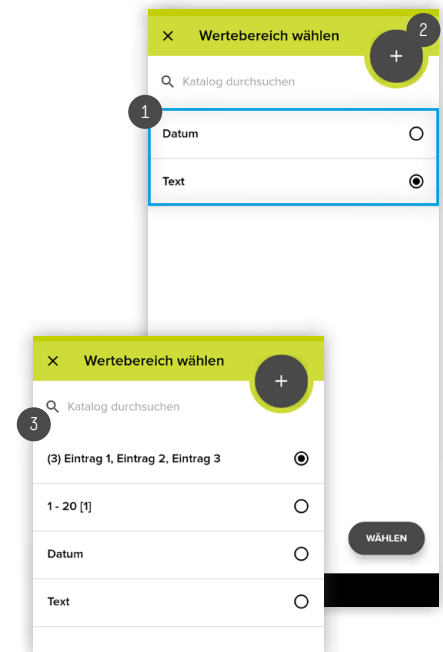 Wertebereich wählen
2
Katalog durchsuchen
1
Datum
Text
WÄHLEN
Wertebereich wählen
Katalog durchsuchen
3
(3) Eintrag 1, Eintrag 2, Eintrag 3
1 - 20 [1]
Datum
Text